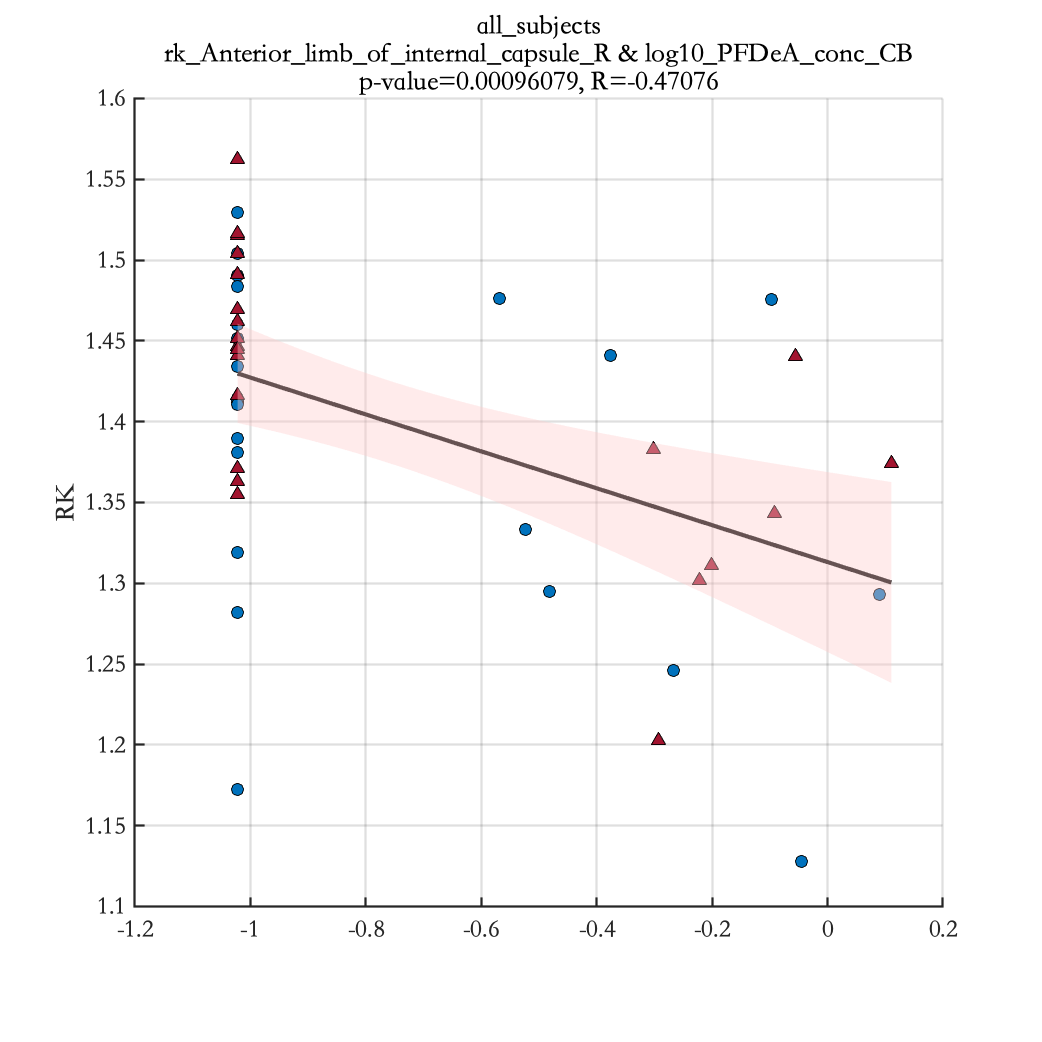 all_subjects
rk_Anterior_limb_of_internal_capsule_R & log10_PFDeA_conc_CB
p-value=0.00096079, R=-0.47076
1.6
1.55
1.5
1.45
1.4
1.35
1.3
1.25
1.2
1.15
1.1
RK
-1.2 -1 -0.8 -0.6 -0.4 -0.2 0 0.2